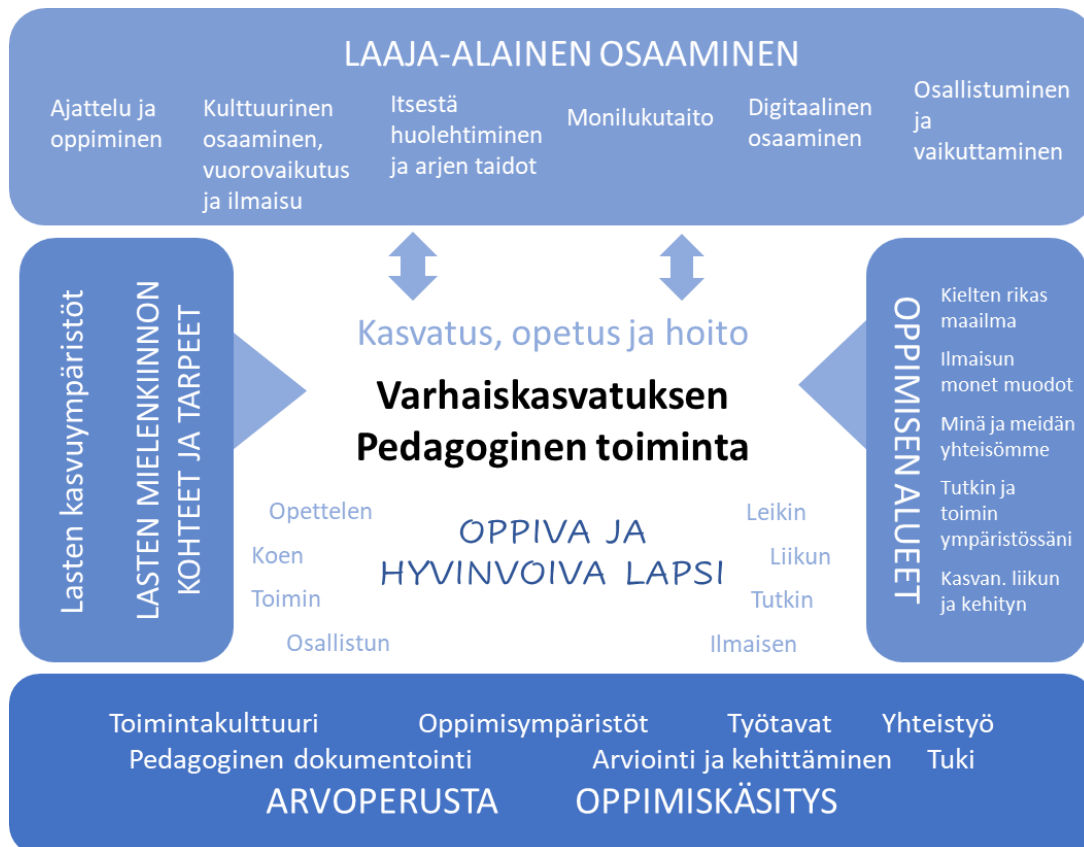 LAAJA-ALAINEN OSAAMINEN
Ajattelu ja
oppiminen
Kulttuurinen
osaaminen,
vuorovaikutus
ja ilmaisu
Itsestä
huolehtiminen
ja arjen taidot
Monilukutaito
Digitaalinen
osaaminen
Osallistuminen
ja
vaikuttaminen
Lasten kasvuympäristöt
LASTEN MIELENKIINNON
KOHTEET JA TARPEET
Kasvatus, opetus ja hoito
Varhaiskasvatuksen
Pedagoginen toiminta
Opettelen
Koen
Toimin
Osallistun
OPPIVA JA
HYVINVOIVA LAPSI
Leikin
Liikun
Tutkin
Ilmaisen
OPPIMISEN ALUEET
Kielten rikas
maailma
Ilmaisun
monet muodot
Minä ja meidän
yhteisömme
Tutkin ja
toimin
ympäristössäni
Kasvan. liikun
ja kehityn
Toimintakulttuuri Oppimisympäristöt Työtavat Yhteistyö
Pedagoginen dokumentointi Arviointi ja kehittäminen Tuki
ARVOPERUSTA OPPIMISKÄSITYS